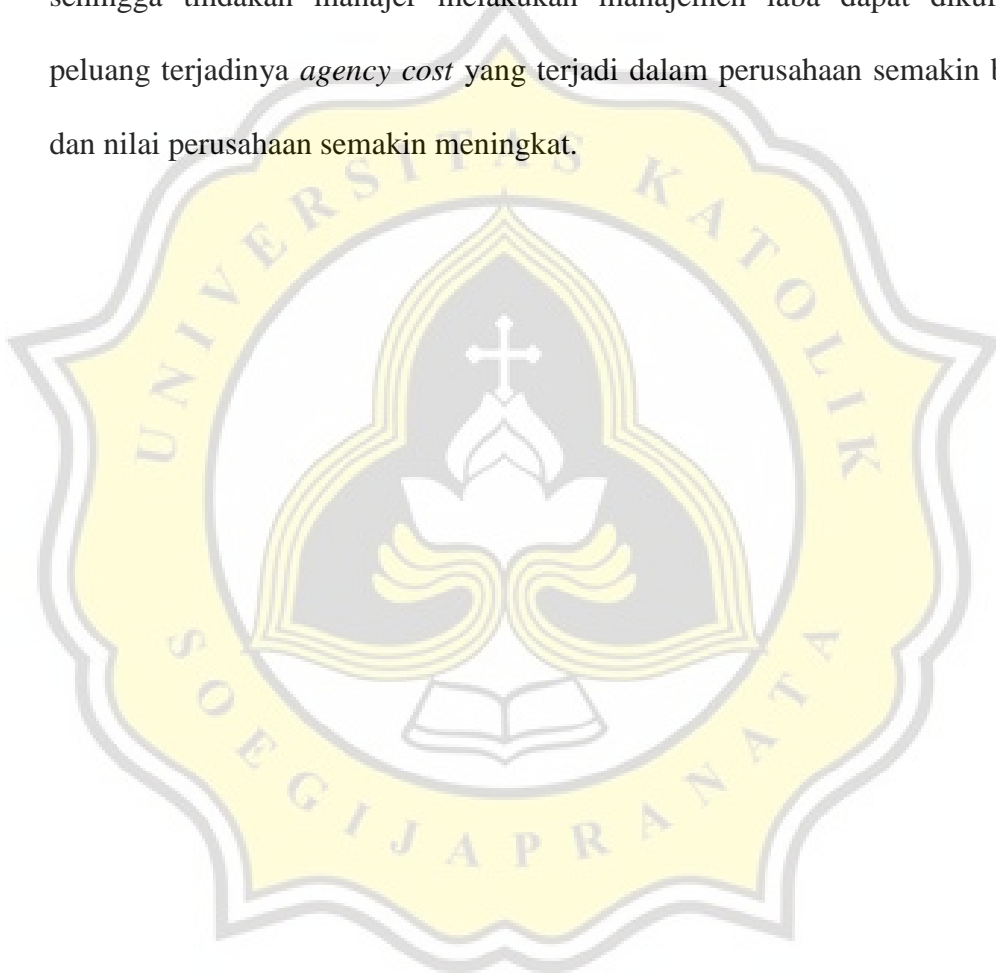 sehingga tindakan manajer melakukan manajemen laba dapat
peluang terjadinya agency cost yang terjadi dalam perusahaan semakin
dan nilai perusahaan semakin meningkat.
UNIVERSITAS KATOLIK
SOEGIJAPRANATA